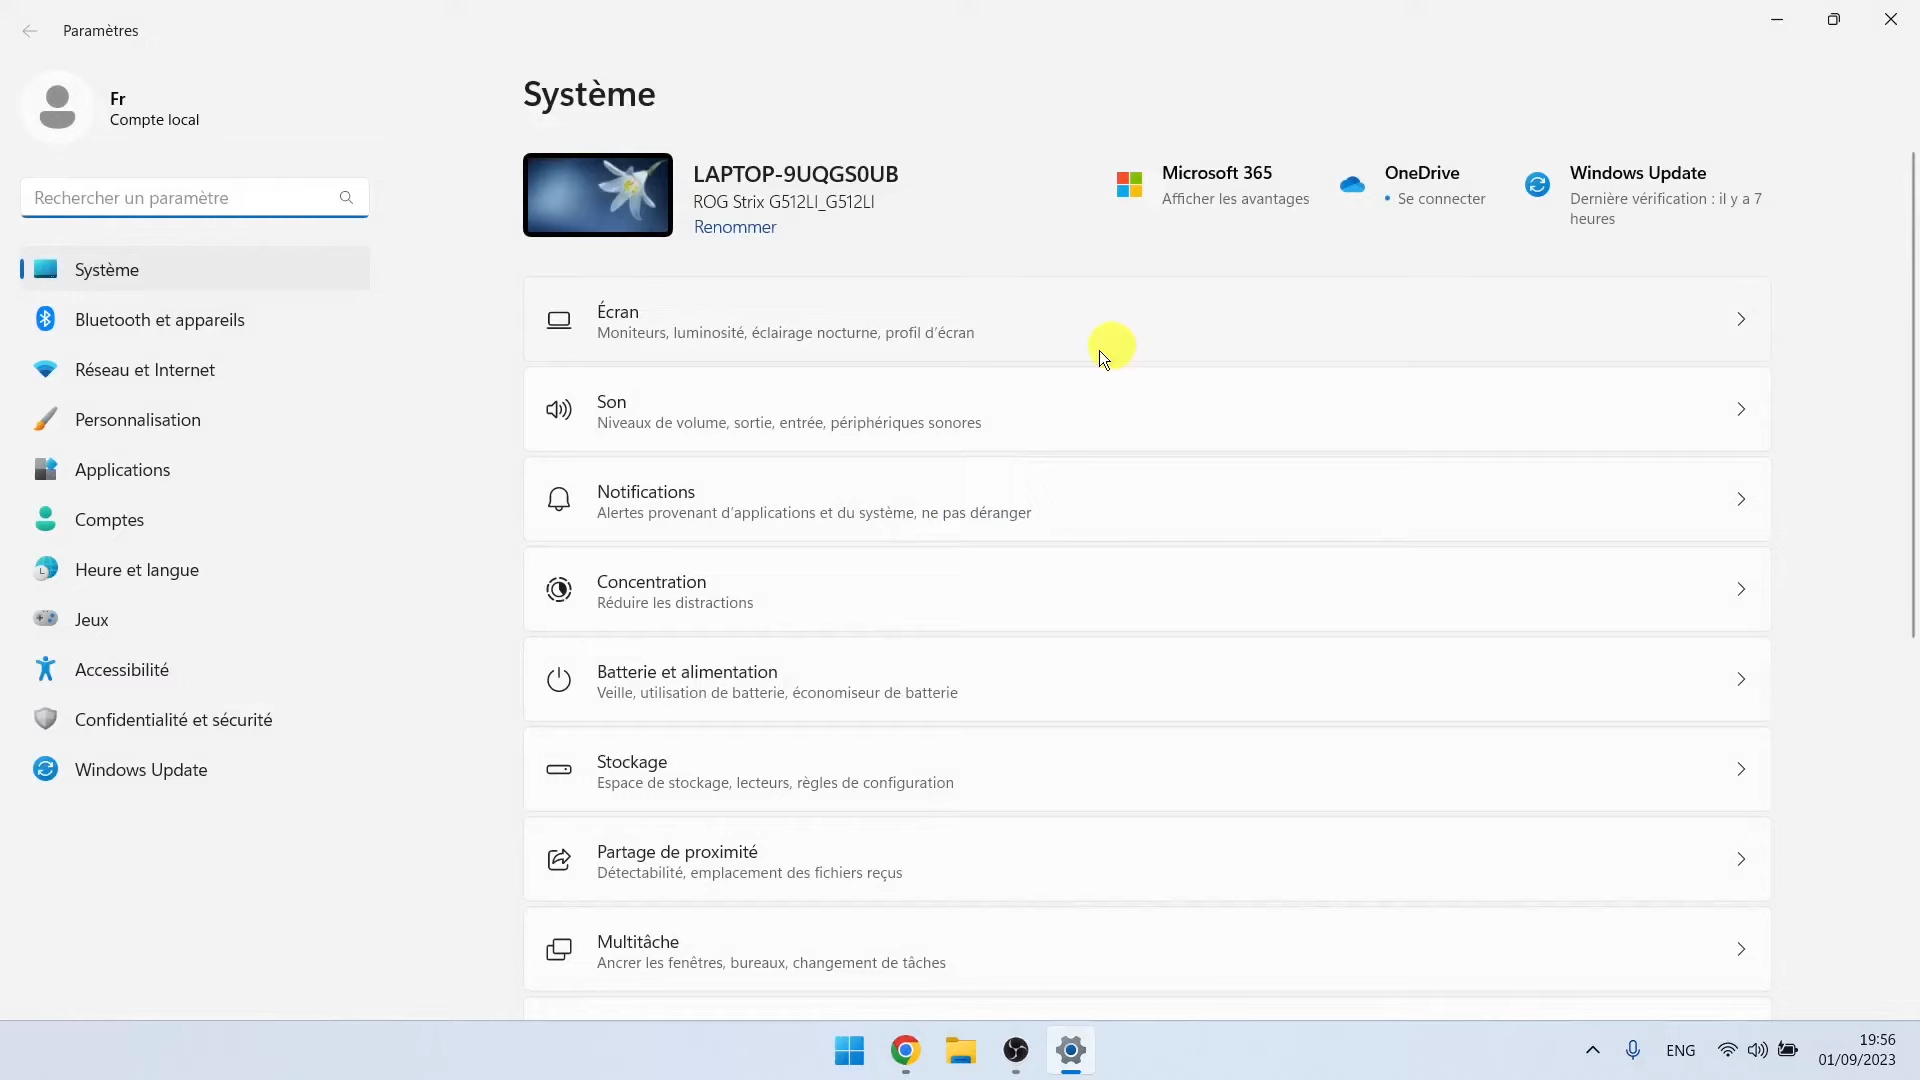 Paramètres
Fr
Compte local
Rechercher un paramètre
Système
Bluetooth et appareils
Réseau et Internet
Personnalisation
Applications
Comptes
Heure et langue
Jeux
Accessibilité
Confidentialité et sécurité
Windows Update
Système
LAPTOP-9UQGS0UB
ROG Strix G512LI_G512LI
Renommer
Microsoft 365
Afficher les avantages
OneDrive
Se connecter
Windows Update
Dernière vérification : il y a 7
heures
Écran
Moniteurs, luminosité, éclairage nocturne, profil d'écran
Son
Niveaux de volume, sortie, entrée, périphériques sonores
Notifications
Alertes provenant d'applications et du système, ne pas déranger
Concentration
Réduire les distractions
Batterie et alimentation
Veille, utilisation de batterie, économiseur de batterie
Stockage
Espace de stockage, lecteurs, règles de configuration
Partage de proximité
Détectabilité, emplacement des fichiers reçus
Multitâche
Ancrer les fenêtres, bureaux, changement de tâches
ENG
19:56
01/09/2023